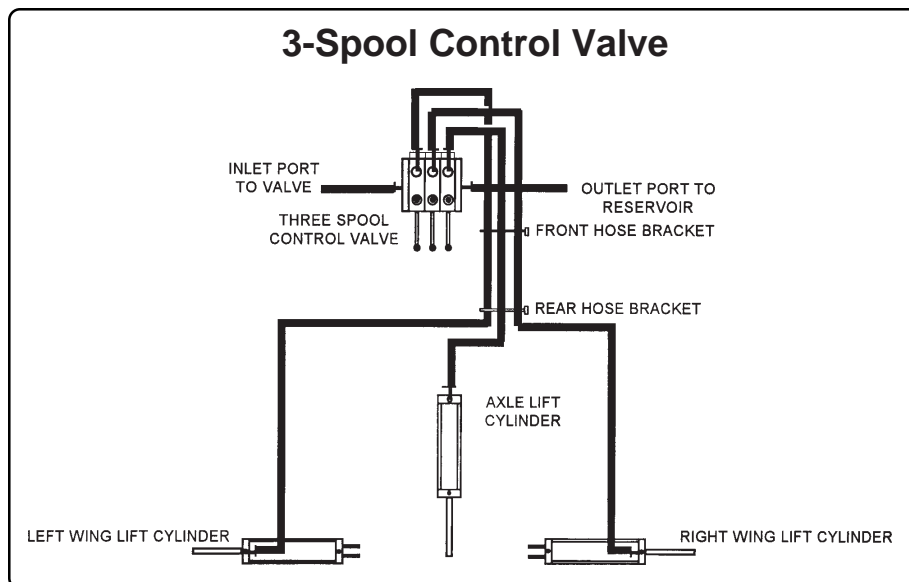 3-Spool Control Valve
INLET PORT
TO VALVE
OUTLET PORT TO
RESERVOIR
THREE SPOOL
CONTROL VALVE
FRONT HOSE BRACKET
REAR HOSE BRACKET
AXLE LIFT
CYLINDER
LEFT WING LIFT CYLINDER
RIGHT WING LIFT CYLINDER